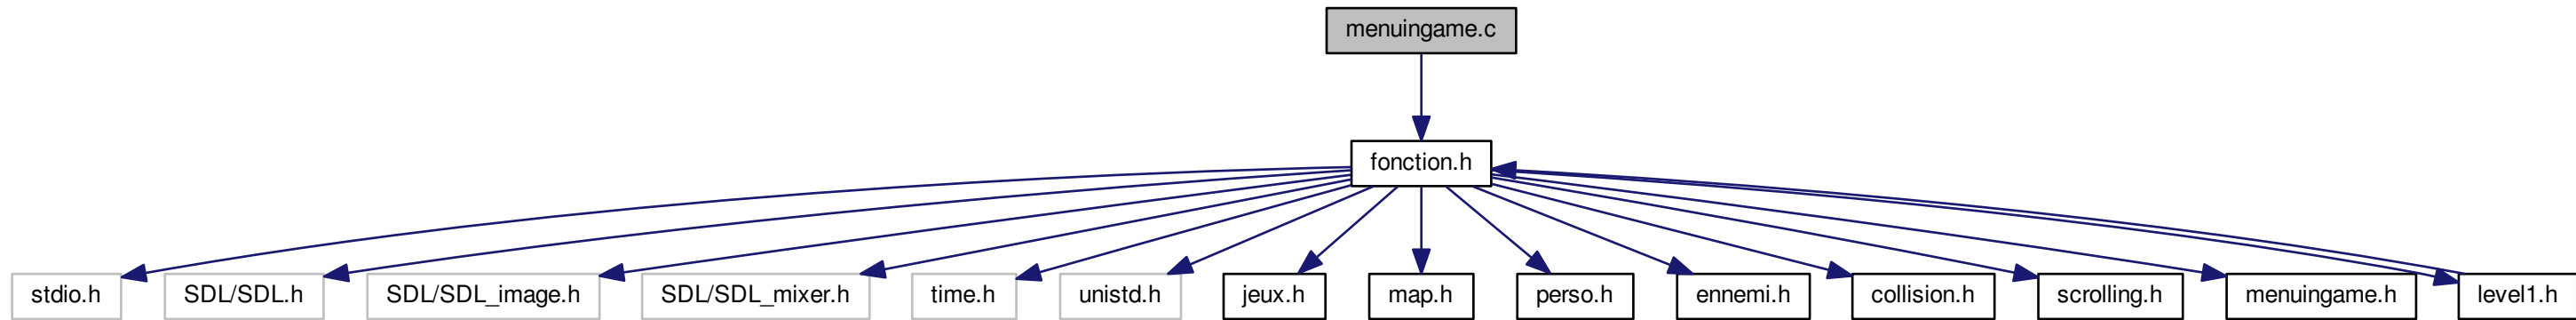 menuingame.c
fonction.h
stdio.h
SDL/SDL.h
SDL/SDL_image.h
SDL/SDL_mixer.h
time.h
unistd.h
jeux.h
map.h
perso.h
ennemi.h
collision.h
scrolling.h
menuingame.h
level1.h